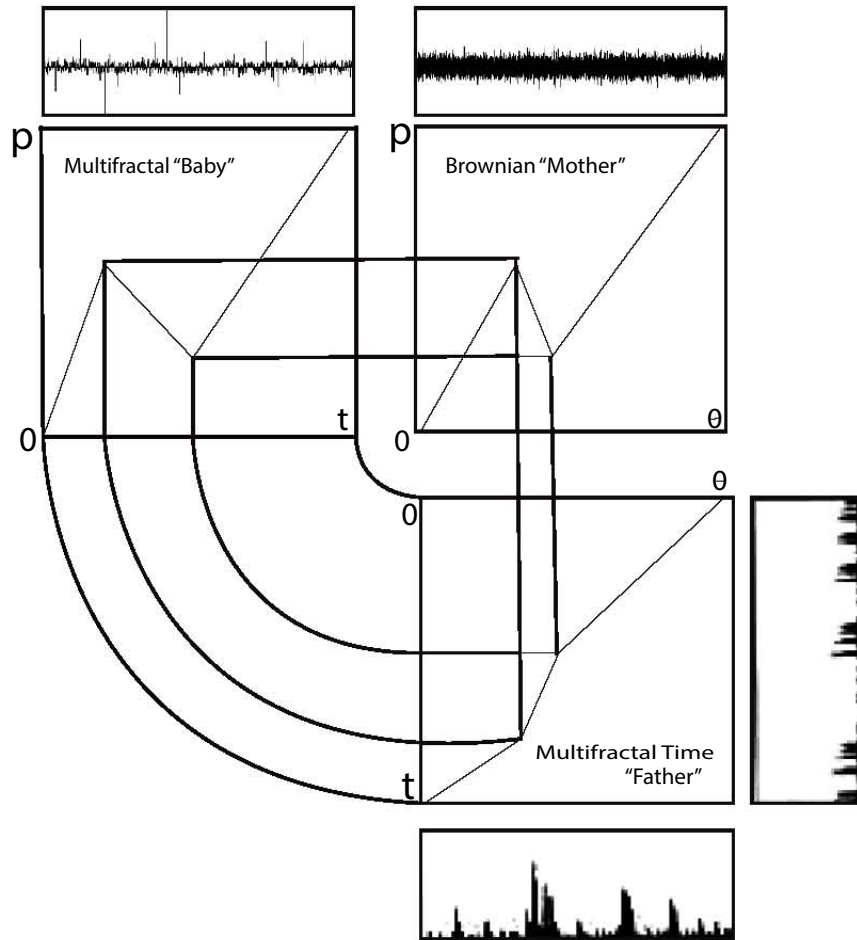 p
Multifractal “Baby”
0
t
p
Brownian “Mother”
0
θ
θ
0
t
Multifractal Time
“Father”